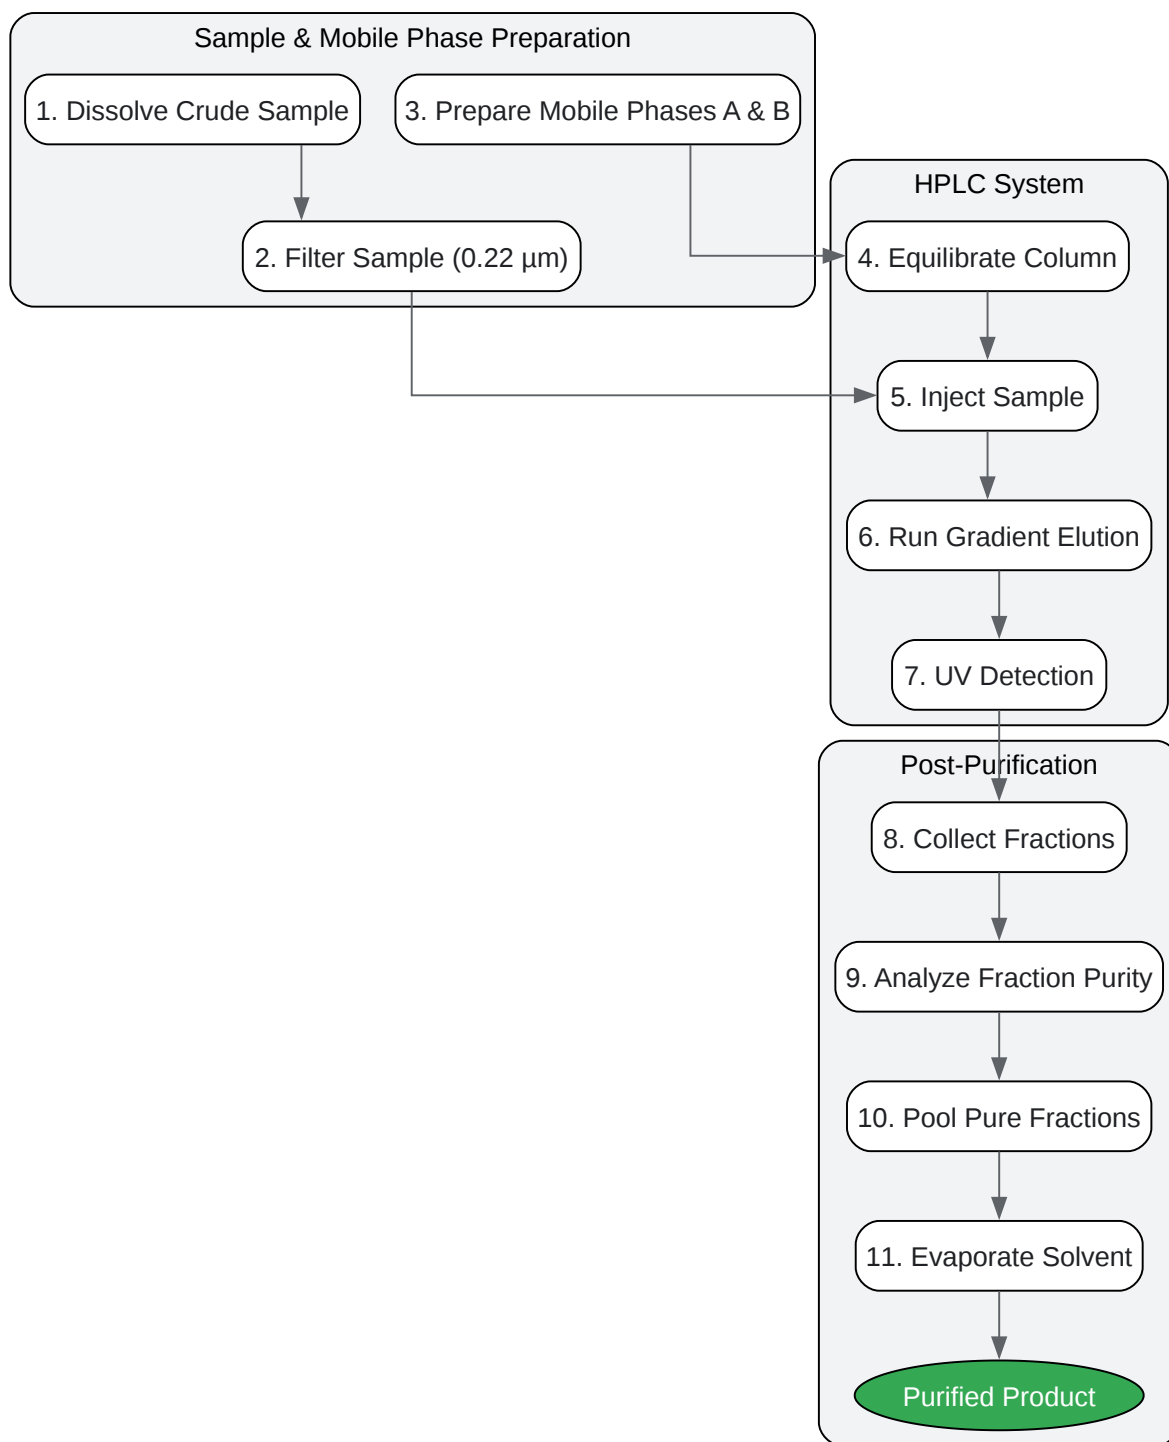 Sample & Mobile Phase Preparation
1. Dissolve Crude Sample
3. Prepare Mobile Phases A & B
2. Filter Sample (0.22 µm)
HPLC System
4. Equilibrate Column
5. Inject Sample
6. Run Gradient Elution
7. UV Detection
Post-Purification
8. Collect Fractions
9. Analyze Fraction Purity
10. Pool Pure Fractions
11. Evaporate Solvent
Purified Product